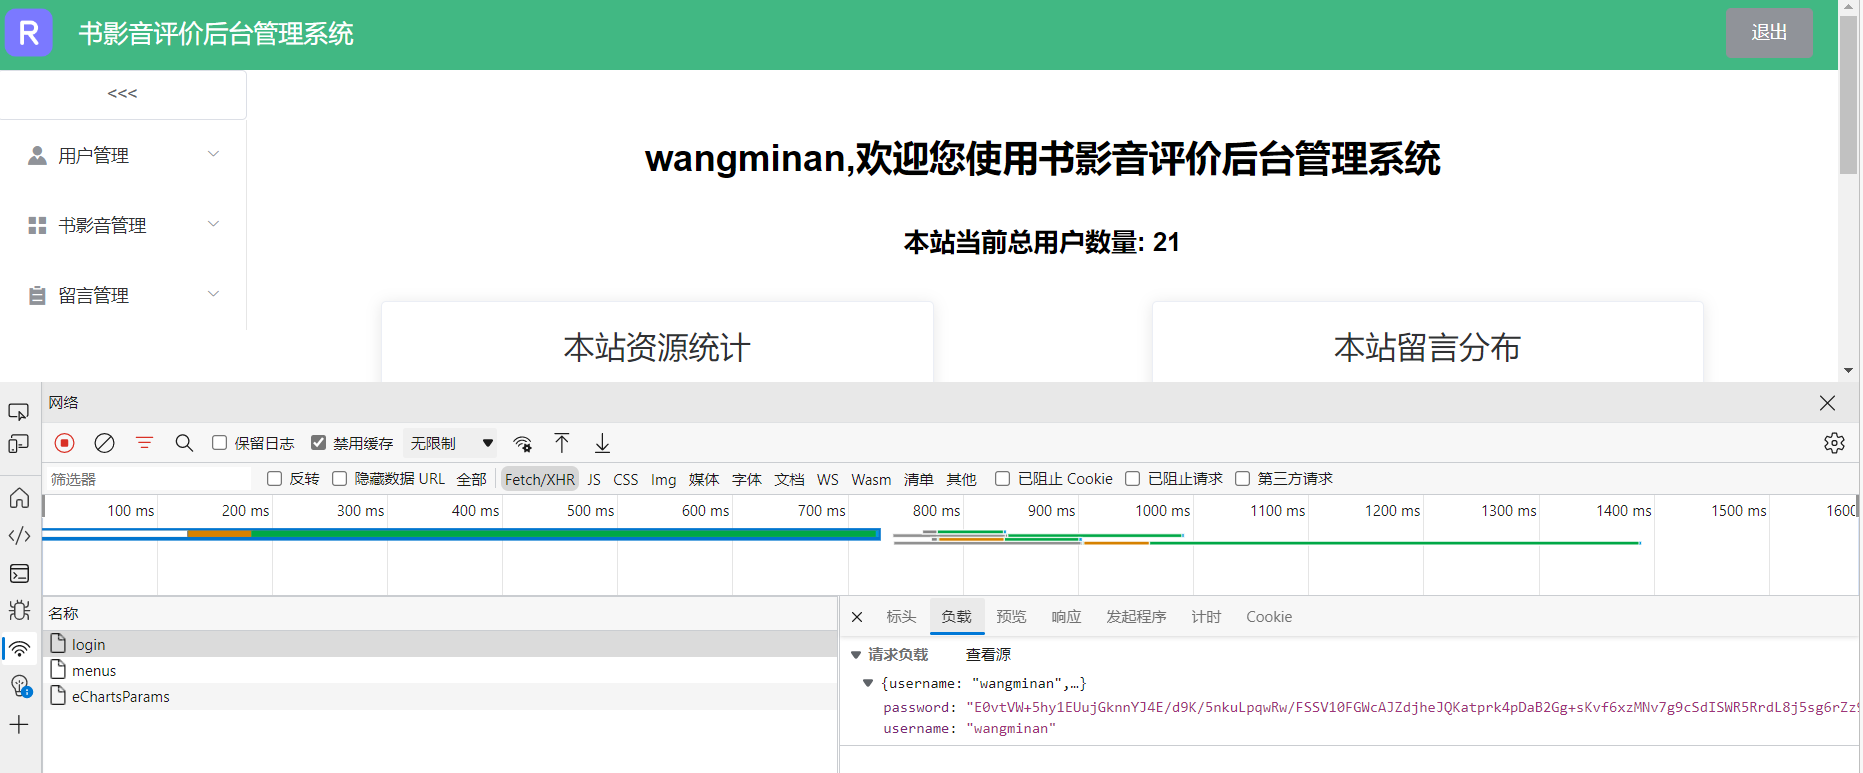 R 书影音评价后台管理系统 退出
<<<
用户管理
书影音管理
留言管理
wangminan,欢迎您使用书影音评价后台管理系统
本站当前总用户数量: 21
本站资源统计 本站留言分布
网络
保留日志 禁用缓存 无限制
筛选器 反转 隐藏数据 URL 全部 Fetch/XHR JS CSS Img 媒体 字体 文档 WS Wasm 清单 其他 已阻止 Cookie 已阻止请求 第三方请求
100 ms 200 ms 300 ms 400 ms 500 ms 600 ms 700 ms 800 ms 900 ms 1000 ms 1100 ms 1200 ms 1300 ms 1400 ms 1500 ms
名称
login
menus
eChartsParams
标头 负载 预览 响应 发起程序 计时 Cookie
请求负载 查看源
{username: "wangminan",…}
password: "E0vtVW+5hy1EUujGknnYJ4E/d9K/5nkuLpqwRw/FSSV10FGWcAJZdjheJQKatprk4pDaB2Gg+sKvf6xzMNv7g9cSdISWR5RrdL8j5sg6rZz
username: "wangminan"